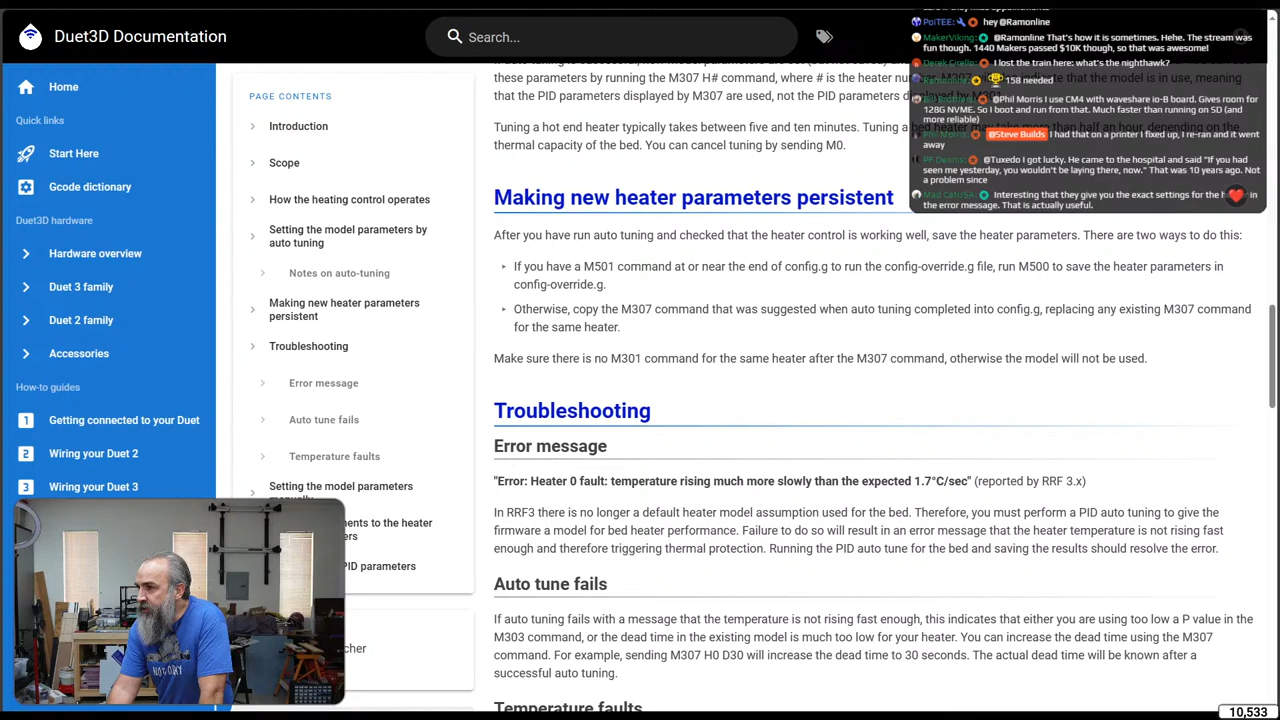 Duet3D Documentation
Search...
Home
Quick links
Start Here
Gcode dictionary
Duet3D hardware
Hardware overview
Duet 3 family
Duet 2 family
Accessories
How-to guides
1 Getting connected to your Duet
2 Wiring your Duet 2
3 Wiring your Duet 3
PAGE CONTENTS
Introduction
Scope
How the heating control operates
Setting the model parameters by
auto tuning
Notes on auto-tuning
Making new heater parameters
persistent
Troubleshooting
Error message
Auto tune fails
Temperature faults
Setting the model parameters
ments to the heater
PID parameters
cher
these parameters by running the M307 H# command, where # is the heater
that the PID parameters displayed by M307 are used, not the PID parameters
Tuning a hot end heater typically takes between five and ten minutes. Tuning a
thermal capacity of the bed. You can cancel tuning by sending M0.
Making new heater parameters persistent
After you have run auto tuning and checked that the heater control is working well, save the heater parameters. There are two ways to do this:
If you have a M501 command at or near the end of config.g to run the config-override.g file, run M500 to save the heater parameters in
config-override.g.
Otherwise, copy the M307 command that was suggested when auto tuning completed into config.g, replacing any existing M307 command
for the same heater.
Make sure there is no M301 command for the same heater after the M307 command, otherwise the model will not be used.
Troubleshooting
Error message
"Error: Heater 0 fault: temperature rising much more slowly than the expected 1.7°C/sec" (reported by RRF 3.x)
In RRF3 there is no longer a default heater model assumption used for the bed. Therefore, you must perform a PID auto tuning to give the
firmware a model for bed heater performance. Failure to do so will result in an error message that the heater temperature is not rising fast
enough and therefore triggering thermal protection. Running the PID auto tune for the bed and saving the results should resolve the error.
Auto tune fails
If auto tuning fails with a message that the temperature is not rising fast enough, this indicates that either you are using too low a P value in the
M303 command, or the dead time in the existing model is much too low for your heater. You can increase the dead time using the M307
command. For example, sending M307 H0 D30 will increase the dead time to 30 seconds. The actual dead time will be known after a
successful auto tuning.
Temperature faults
PolTEE: hey @Ramonline
MakerViking: @Ramonline That's how it is sometimes. Hehe. The stream was
fun though. 1440 Makers passed $10K though, so that was awesome!
Derek Cirello: I lost the train here: what's the nighthawk?
Ramonline: 158 needed
@Phil Morris I use CM4 with waveshare io-B board. Gives room for
128G NVME. So I boot and run from that. Much faster than running on SD (and
more reliable)
Phil Morris: @Steve Builds I had that on a printer I fixed up, I re-ran and it went
away
PF Dennis: @Tuxedo I got lucky. He came to the hospital and said "If you had
seen me yesterday, you wouldn't be laying there, now." That was 10 years ago. Not
a problem since
Mad CatUSA: Interesting that they give you the exact settings for the in
the error message. That is actually useful.
10,533